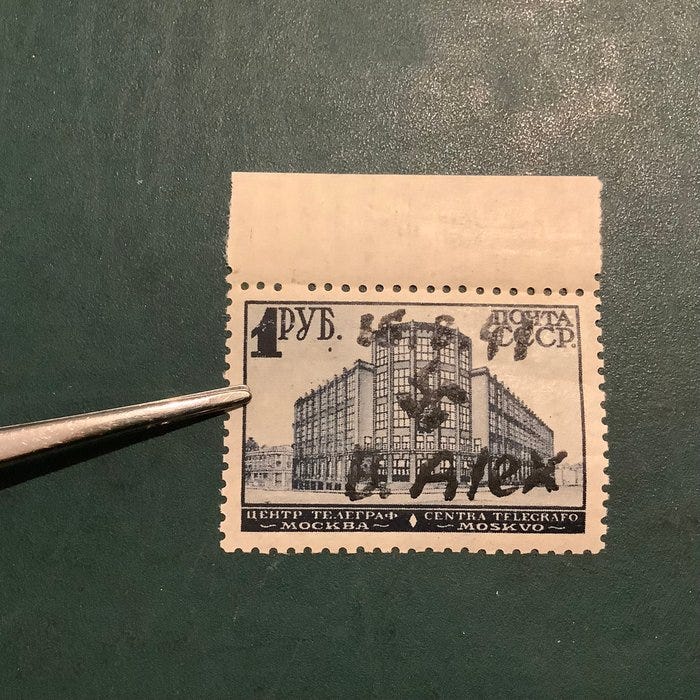 1 РУБ.
ПОЧТА
СССР.
B Alex
ЦЕНТР ТЕЛЕГРАФ
CENTRA TELEGRAFO
МОСКВА
MOSKVO